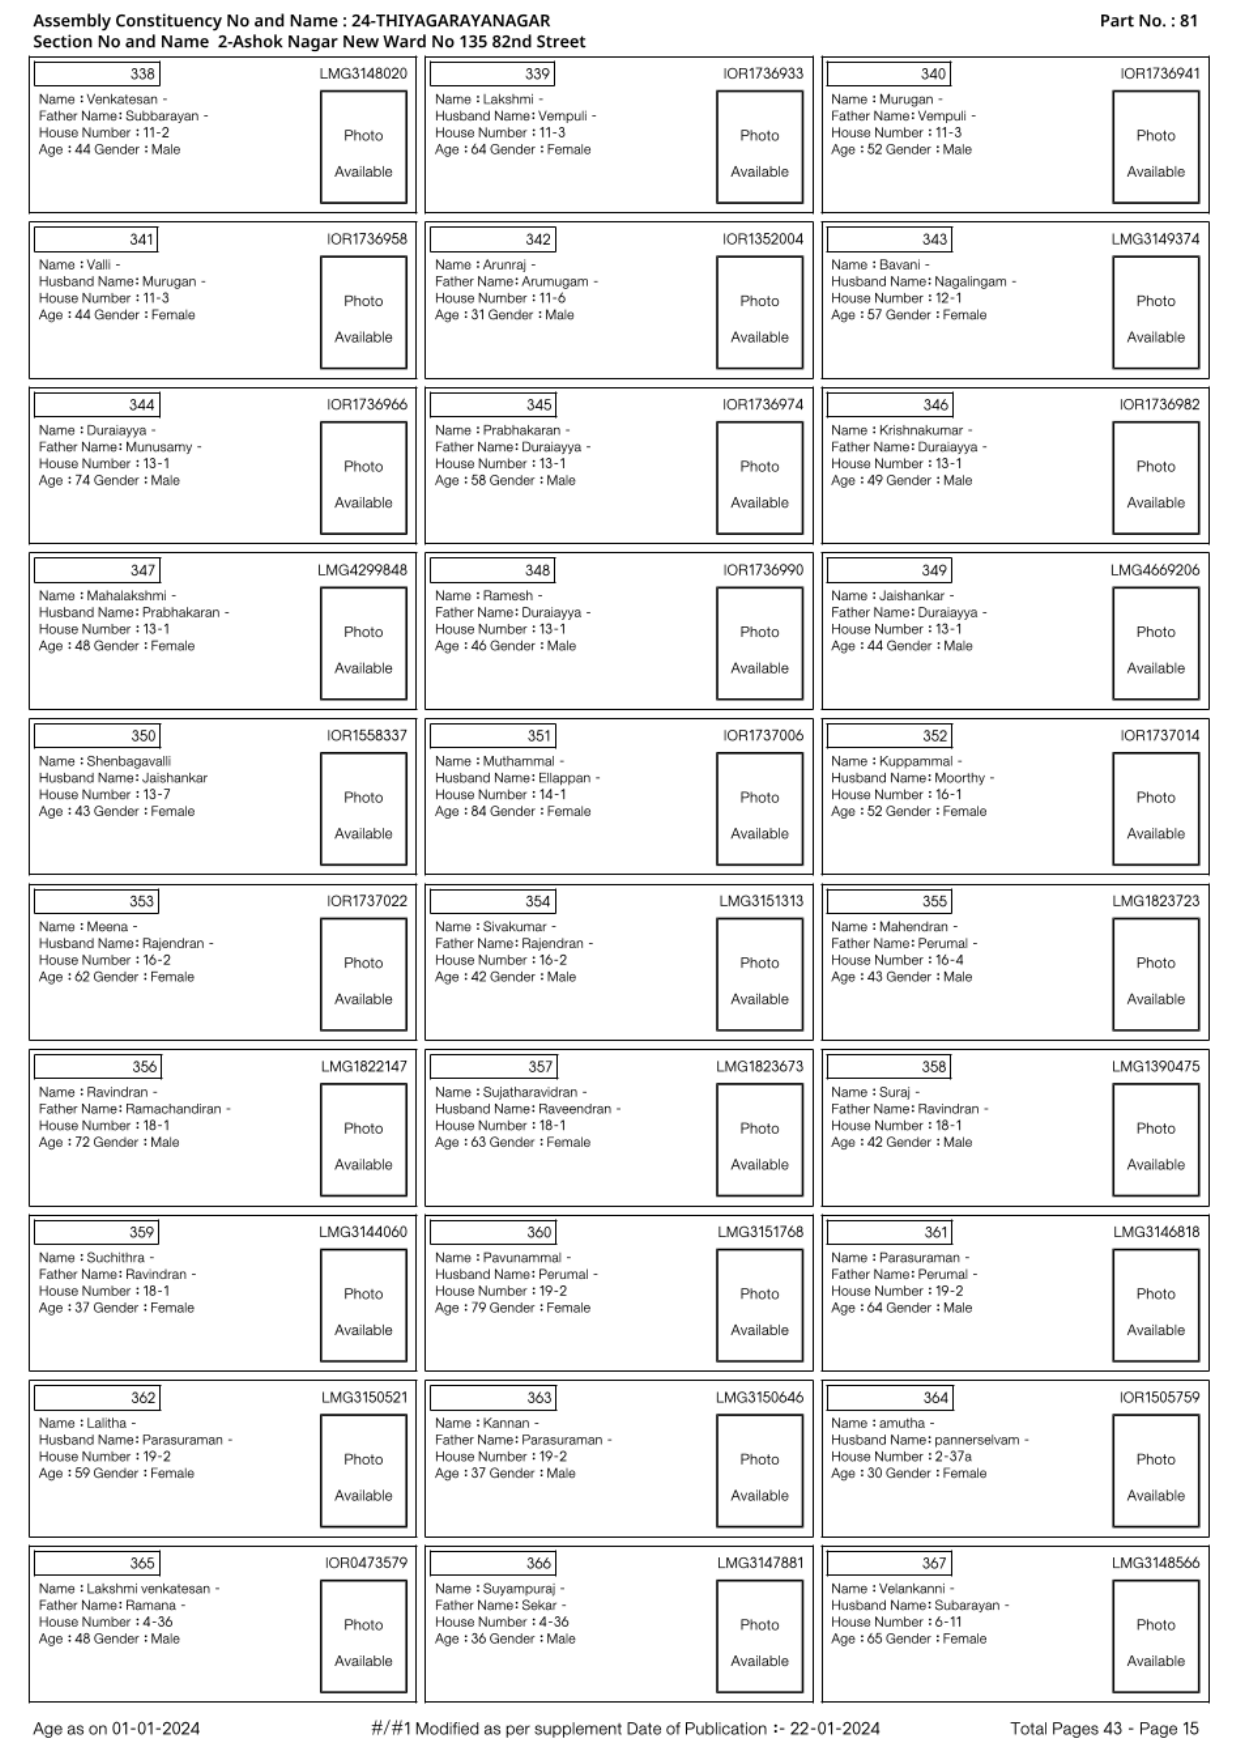 Assembly Constituency No and Name : 24-THIYAGARAYANAGAR Part No. : 81
Section No and Name 2-Ashok Nagar New Ward No 135 82nd Street
338 LMG3148020
Name : Venkatesan -
Father Name: Subbarayan -
House Number : 11-2
Age : 44 Gender : Male
Photo
Available
339 IOR1736933
Name : Lakshmi -
Husband Name: Vempuli -
House Number : 11-3
Age : 64 Gender : Female
Photo
Available
340 IOR1736941
Name : Murugan -
Father Name: Vempuli -
House Number : 11-3
Age : 52 Gender : Male
Photo
Available
341 IOR1736958
Name : Valli -
Husband Name: Murugan -
House Number : 11-3
Age : 44 Gender : Female
Photo
Available
342 IOR1352004
Name : Arunraj -
Father Name: Arumugam -
House Number : 11-6
Age : 31 Gender : Male
Photo
Available
343 LMG3149374
Name : Bavani -
Husband Name: Nagalingam -
House Number : 12-1
Age : 57 Gender : Female
Photo
Available
344 IOR1736966
Name : Duraiayya -
Father Name: Munusamy -
House Number : 13-1
Age : 74 Gender : Male
Photo
Available
345 IOR1736974
Name : Prabhakaran -
Father Name: Duraiayya -
House Number : 13-1
Age : 58 Gender : Male
Photo
Available
346 IOR1736982
Name : Krishnakumar -
Father Name: Duraiayya -
House Number : 13-1
Age : 49 Gender : Male
Photo
Available
347 LMG4299848
Name : Mahalakshmi -
Husband Name: Prabhakaran -
House Number : 13-1
Age : 48 Gender : Female
Photo
Available
348 IOR1736990
Name : Ramesh -
Father Name: Duraiayya -
House Number : 13-1
Age : 46 Gender : Male
Photo
Available
349 LMG4669206
Name : Jaishankar -
Father Name: Duraiayya -
House Number : 13-1
Age : 44 Gender : Male
Photo
Available
350 IOR1558337
Name : Shenbagavalli
Husband Name: Jaishankar
House Number : 13-7
Age : 43 Gender : Female
Photo
Available
351 IOR1737006
Name : Muthammal -
Husband Name: Ellappan -
House Number : 14-1
Age : 84 Gender : Female
Photo
Available
352 IOR1737014
Name : Kuppammal -
Husband Name: Moorthy -
House Number : 16-1
Age : 52 Gender : Female
Photo
Available
353 IOR1737022
Name : Meena -
Husband Name: Rajendran -
House Number : 16-2
Age : 62 Gender : Female
Photo
Available
354 LMG3151313
Name : Sivakumar -
Father Name: Rajendran -
House Number : 16-2
Age : 42 Gender : Male
Photo
Available
355 LMG1823723
Name : Mahendran -
Father Name: Perumal -
House Number : 16-4
Age : 43 Gender : Male
Photo
Available
356 LMG1822147
Name : Ravindran -
Father Name: Ramachandiran -
House Number : 18-1
Age : 72 Gender : Male
Photo
Available
357 LMG1823673
Name : Sujatharavidran -
Husband Name: Raveendran -
House Number : 18-1
Age : 63 Gender : Female
Photo
Available
358 LMG1390475
Name : Suraj -
Father Name: Ravindran -
House Number : 18-1
Age : 42 Gender : Male
Photo
Available
359 LMG3144060
Name : Suchithra -
Father Name: Ravindran -
House Number : 18-1
Age : 37 Gender : Female
Photo
Available
360 LMG3151768
Name : Pavunammal -
Husband Name: Perumal -
House Number : 19-2
Age : 79 Gender : Female
Photo
Available
361 LMG3146818
Name : Parasuraman -
Father Name: Perumal -
House Number : 19-2
Age : 64 Gender : Male
Photo
Available
362 LMG3150521
Name : Lalitha -
Husband Name: Parasuraman -
House Number : 19-2
Age : 59 Gender : Female
Photo
Available
363 LMG3150646
Name : Kannan -
Father Name: Parasuraman -
House Number : 19-2
Age : 37 Gender : Male
Photo
Available
364 IOR1505759
Name : amutha -
Husband Name: pannerselvam -
House Number : 2-37a
Age : 30 Gender : Female
Photo
Available
365 IOR0473579
Name : Lakshmi venkatesan -
Father Name: Ramana -
House Number : 4-36
Age : 48 Gender : Male
Photo
Available
366 LMG3147881
Name : Suyampuraj -
Father Name: Sekar -
House Number : 4-36
Age : 36 Gender : Male
Photo
Available
367 LMG3148566
Name : Velankanni -
Husband Name: Subarayan -
House Number : 6-11
Age : 65 Gender : Female
Photo
Available
Age as on 01-01-2024 #/#1 Modified as per supplement Date of Publication :- 22-01-2024 Total Pages 43 - Page 15